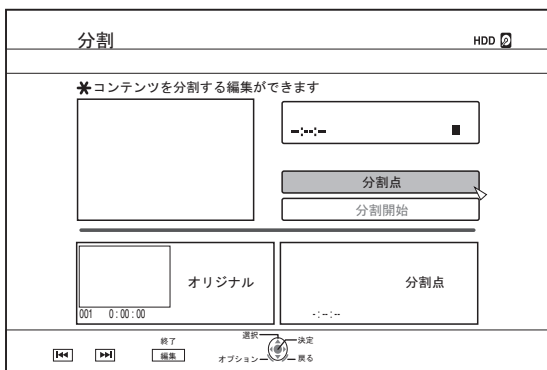 分割
HDD
✱コンテンツを分割する編集ができます
-:--:-
分割点
分割開始
オリジナル
001 0:00:00
分割点
-:--:--
終了
編集
選択
決定
オプション
戻る